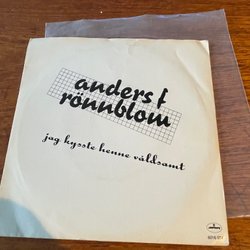 anders f
rönnblom
jag kysste henne våldsamt